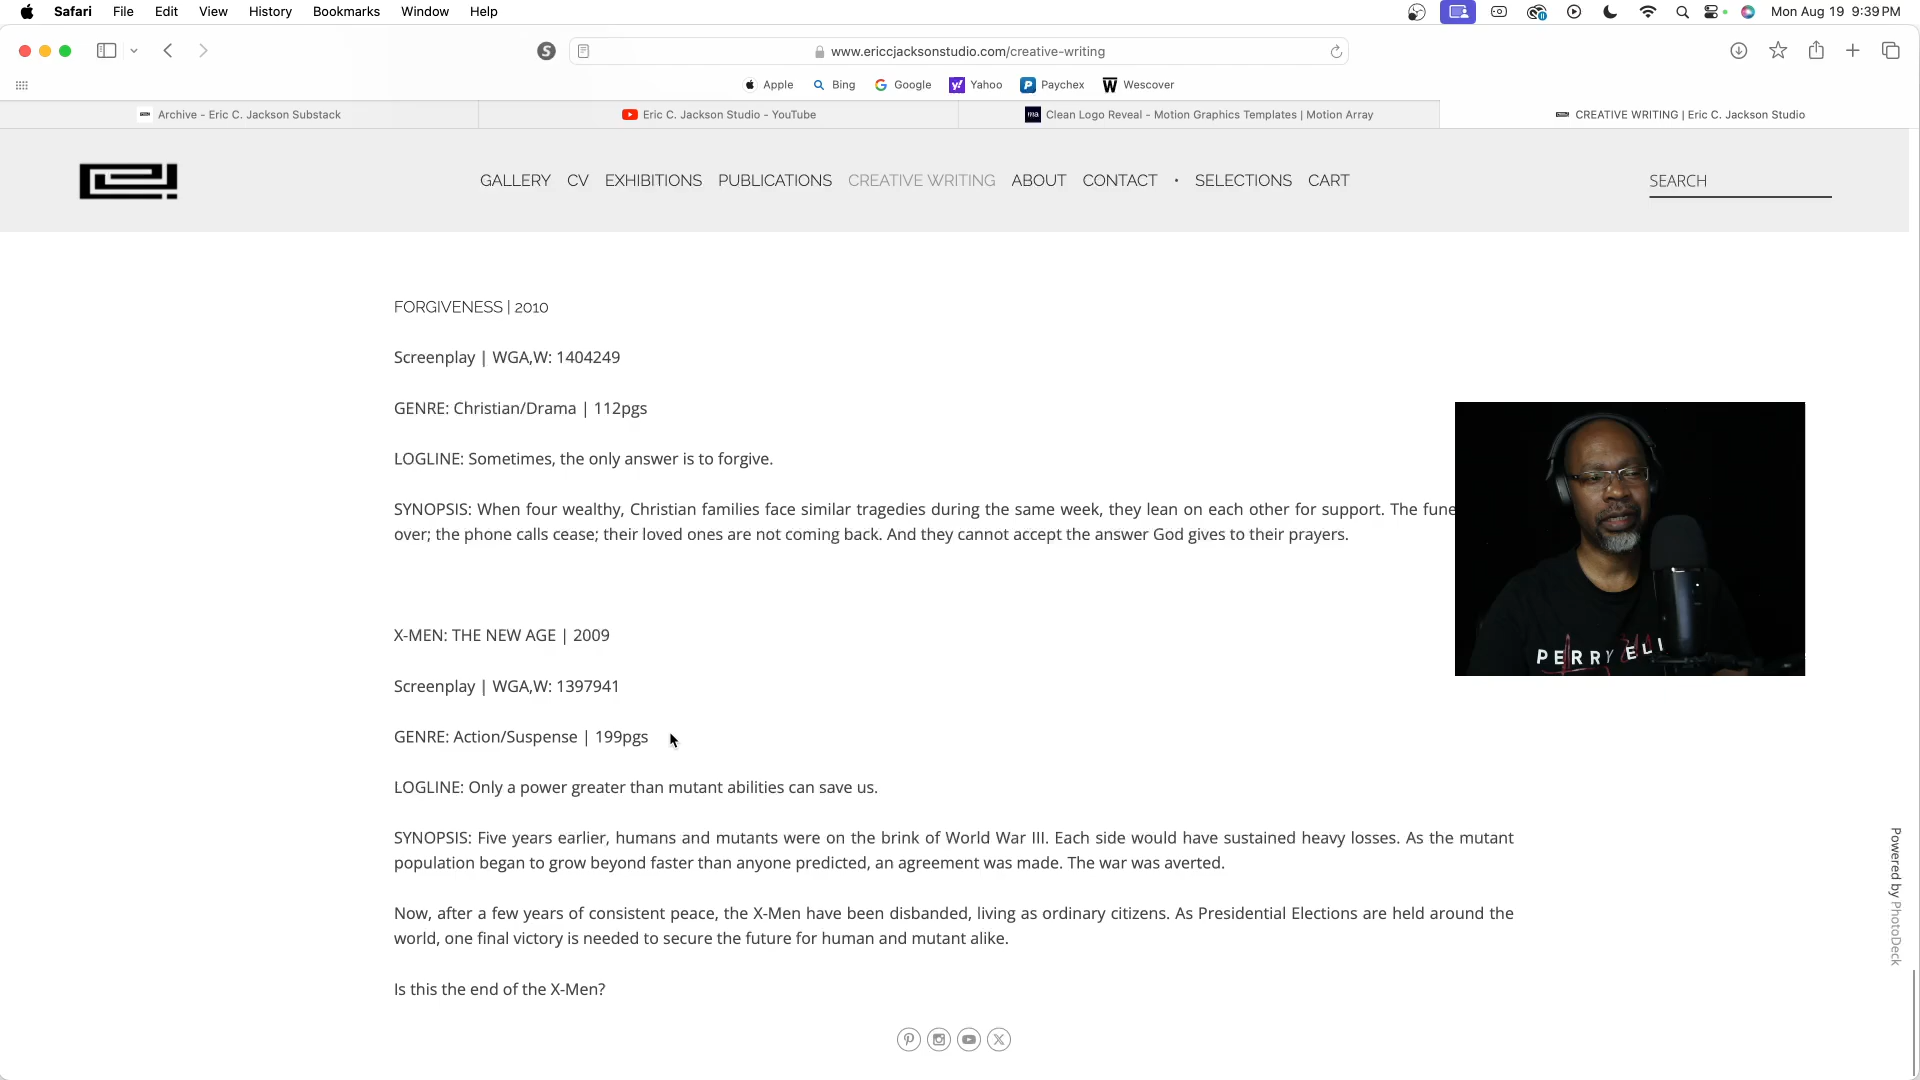 Safari File Edit View History Bookmarks Window Help Mon Aug 19 9:39 PM
www.ericcjacksonstudio.com/creative-writing
Apple Bing Google Yahoo Paychex Wescover
Archive - Eric C. Jackson Substack Eric C. Jackson Studio - YouTube Clean Logo Reveal - Motion Graphics Templates | Motion Array CREATIVE WRITING | Eric C. Jackson Studio
GALLERY CV EXHIBITIONS PUBLICATIONS CREATIVE WRITING ABOUT CONTACT • SELECTIONS CART SEARCH
FORGIVENESS | 2010
Screenplay | WGA,W: 1404249
GENRE: Christian/Drama | 112pgs
LOGLINE: Sometimes, the only answer is to forgive.
SYNOPSIS: When four wealthy, Christian families face similar tragedies during the same week, they lean on each other for support. The fune
over; the phone calls cease; their loved ones are not coming back. And they cannot accept the answer God gives to their prayers.
PERRY ELI
X-MEN: THE NEW AGE | 2009
Screenplay | WGA,W: 1397941
GENRE: Action/Suspense | 199pgs
LOGLINE: Only a power greater than mutant abilities can save us.
SYNOPSIS: Five years earlier, humans and mutants were on the brink of World War III. Each side would have sustained heavy losses. As the mutant
population began to grow beyond faster than anyone predicted, an agreement was made. The war was averted.
Now, after a few years of consistent peace, the X-Men have been disbanded, living as ordinary citizens. As Presidential Elections are held around the
world, one final victory is needed to secure the future for human and mutant alike.
Is this the end of the X-Men?
Powered by PhotoDeck